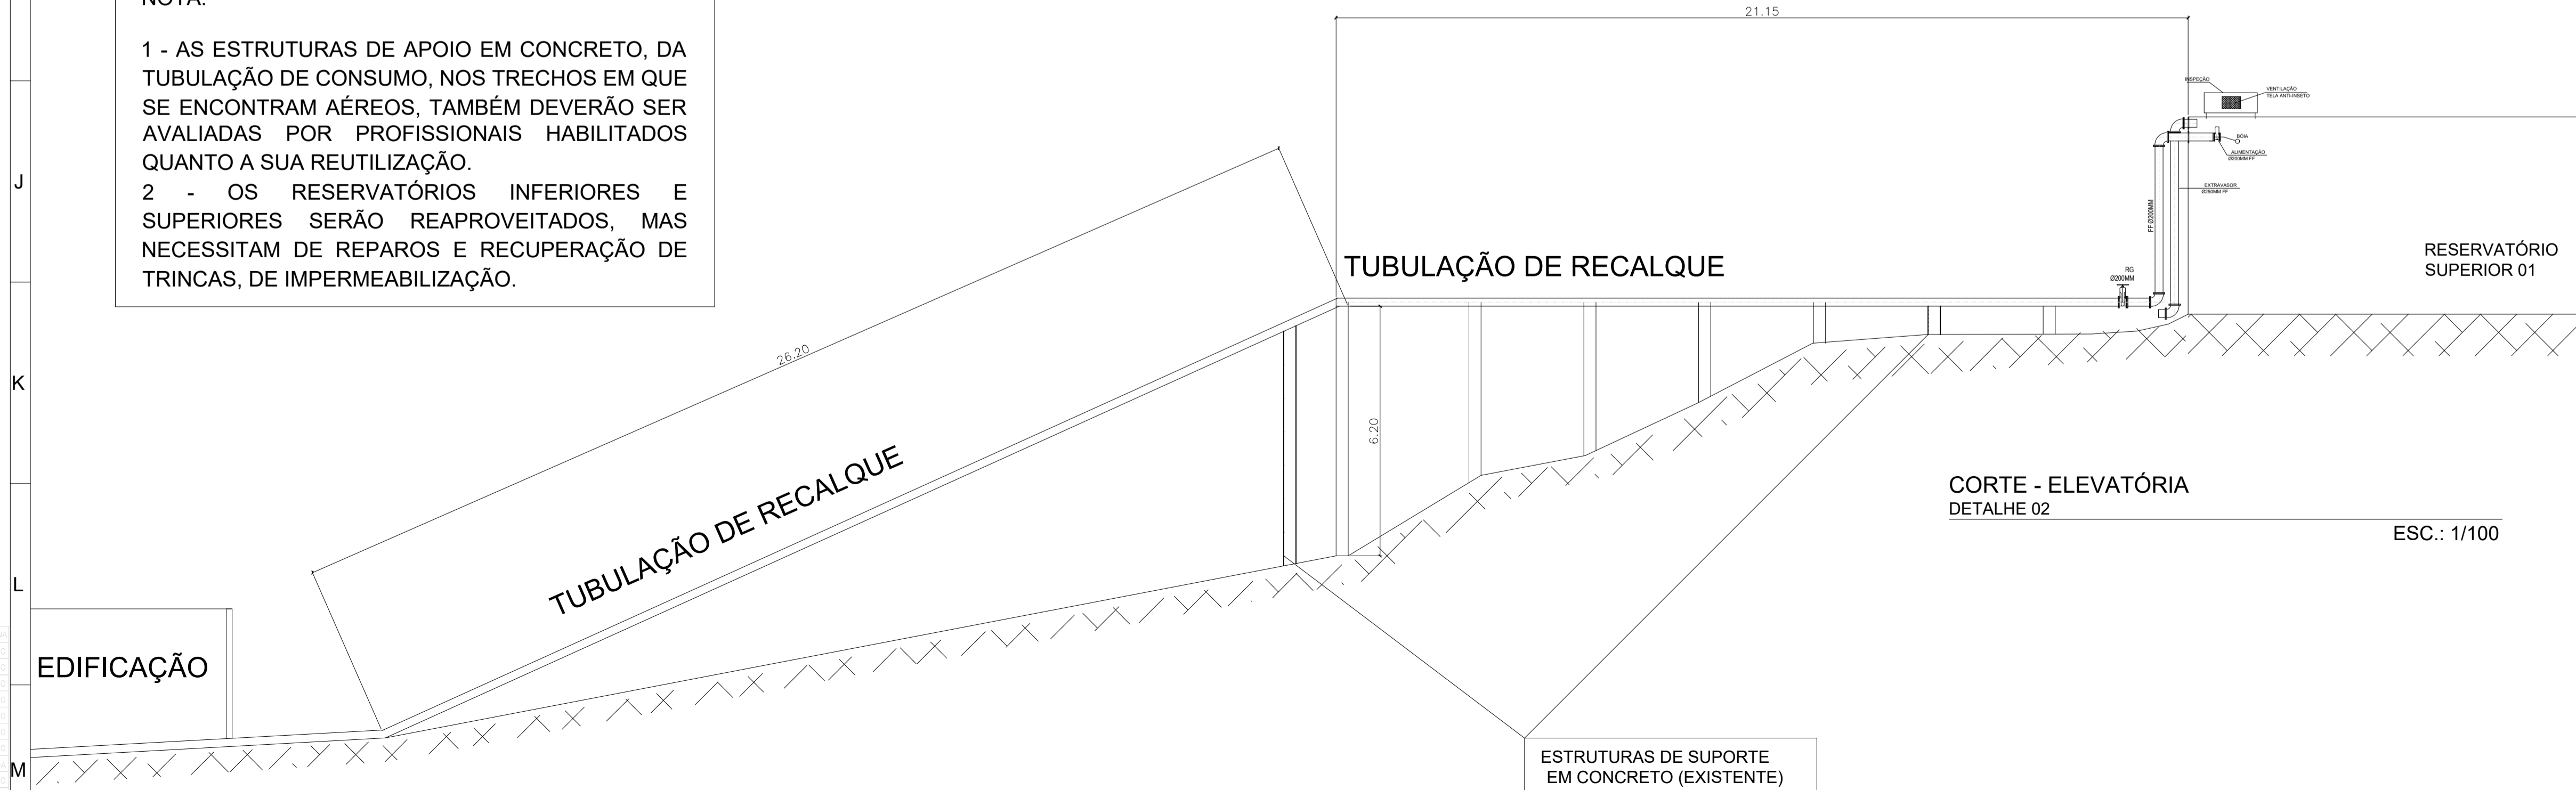 NOTA:
1 - AS ESTRUTURAS DE APOIO EM CONCRETO, DA
TUBULAÇÃO DE CONSUMO, NOS TRECHOS EM QUE
SE ENCONTRAM AÉREOS, TAMBÉM DEVERÃO SER
AVALIADAS POR PROFISSIONAIS HABILITADOS
QUANTO A SUA REUTILIZAÇÃO.
2 - OS RESERVATÓRIOS INFERIORES E
SUPERIORES SERÃO REAPROVEITADOS, MAS
NECESSITAM DE REPAROS E RECUPERAÇÃO DE
TRINCAS, DE IMPERMEABILIZAÇÃO.
J
K
L
M
21.15
INSPEÇÃO
VENTILAÇÃO
TELA ANTI-INSETO
BÓIA
ALIMENTAÇÃO
Ø200MM FF
EXTRAVASOR
Ø250MM FF
FF Ø200MM
RG
Ø200MM
RESERVATÓRIO
SUPERIOR 01
TUBULAÇÃO DE RECALQUE
26.20
6.20
TUBULAÇÃO DE RECALQUE
CORTE - ELEVATÓRIA
DETALHE 02
ESC.: 1/100
EDIFICAÇÃO
ESTRUTURAS DE SUPORTE
EM CONCRETO (EXISTENTE)